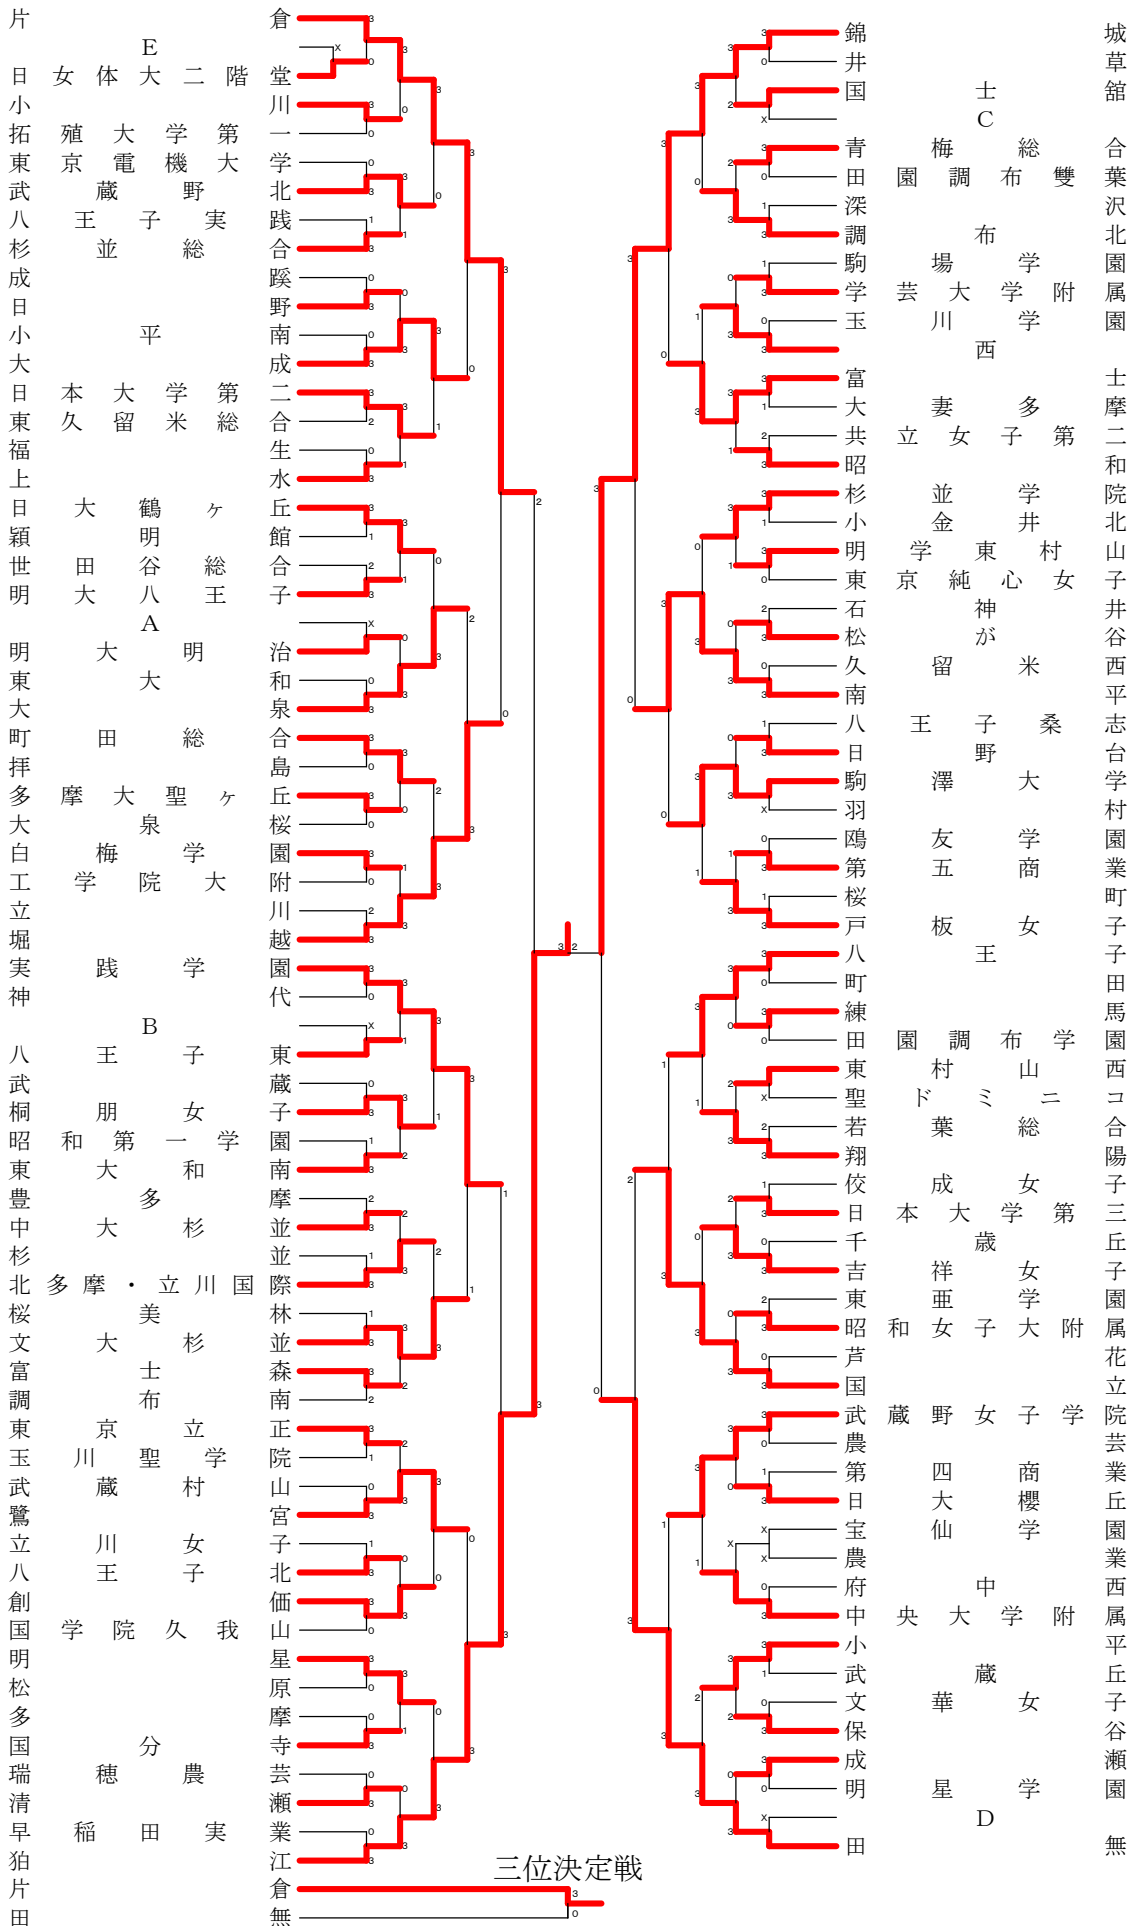 片倉
E
日女体大二階堂
小川
拓殖大学第一
東京電機大学
武蔵野北
八王子実践
杉並総合
成蹊
日野
小平南
大成
日本大学第二
東久留米総合
福生
上水
日大鶴ヶ丘
穎明館
世田谷総合
明大八王子
A
明大明治
東大和
大泉
町田総合
拝島
多摩大聖ヶ丘
大泉桜
白梅学園
工学院大附
立川
堀越
実践学園
神代
B
八王子東
武蔵
桐朋女子
昭和第一学園
東大和南
豊多摩
中大杉並
杉並
北多摩・立川国際
桜美林
文大杉並
富士森
調布南
東京立正
玉川聖学院
武蔵村山
鷺宮
立川女子
八王子北
創価
国学院久我山
明星
松原
多摩
国分寺
瑞穂農芸
清瀬
早稲田実業
狛江
錦城
井草
国士舘
C
青梅総合
田園調布雙葉
深沢
調布北
駒場学園
学芸大学附属
玉川学園
西
富士
大妻多摩
共立女子第二
昭和
杉並学院
小金井北
明学東村山
東京純心女子
石神井
松が谷
久留米西
南平
八王子桑志
日野台
駒澤大学
羽村
鴎友学園
第五商業
桜町
戸板女子
八王子
町田
練馬
田園調布学園
東村山西
聖ドミニコ
若葉総合
翔陽
佼成女子
日本大学第三
千歳丘
吉祥女子
東亜学園
昭和女子大附属
芦花
国立
武蔵野女子学院
農芸
第四商業
日大櫻丘
宝仙学園
農業
府中西
中央大学附属
小平
武蔵丘
文華女子
保谷
成瀬
明星学園
D
田無
三位決定戦
片倉
田無
3
0